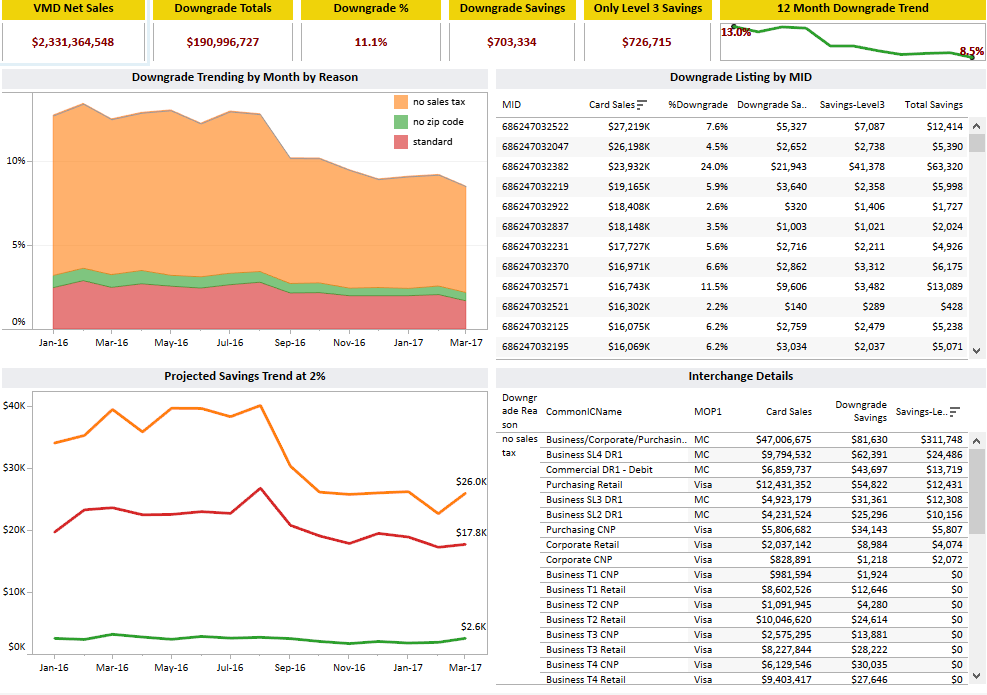 VMD Net Sales
$2,331,364,548
Downgrade Totals
$190,996,727
Downgrade %
11.1%
Downgrade Savings
$703,334
Only Level 3 Savings
$726,715
12 Month Downgrade Trend
13.0%
8.5%
Downgrade Trending by Month by Reason
no sales tax
no zip code
standard
10%
5%
0%
Jan-16 Mar-16 May-16 Jul-16 Sep-16 Nov-16 Jan-17 Mar-17
Downgrade Listing by MID
MID Card Sales %Downgrade Downgrade Sa.. Savings-Level3 Total Savings
686247032522 $27,219K 7.6% $5,327 $7,087 $12,414
686247032047 $26,198K 4.5% $2,652 $2,738 $5,390
686247032382 $23,932K 24.0% $21,943 $41,378 $63,320
686247032219 $19,165K 5.9% $3,640 $2,358 $5,998
686247032922 $18,408K 2.6% $320 $1,406 $1,727
686247032837 $18,148K 3.5% $1,003 $1,021 $2,024
686247032231 $17,727K 5.6% $2,716 $2,211 $4,926
686247032370 $16,971K 6.6% $2,862 $3,312 $6,175
686247032571 $16,743K 11.5% $9,606 $3,482 $13,089
686247032521 $16,302K 2.2% $140 $289 $428
686247032125 $16,075K 6.2% $2,759 $2,479 $5,238
686247032195 $16,069K 6.2% $3,034 $2,037 $5,071
Projected Savings Trend at 2%
$40K
$30K
$20K
$10K
$0K
$26.0K
$17.8K
$2.6K
Jan-16 Mar-16 May-16 Jul-16 Sep-16 Nov-16 Jan-17 Mar-17
Interchange Details
Downgr
ade Rea
son
CommonICName MOP1 Card Sales
Downgrade
Savings
Savings-Le..
no sales
tax
Business/Corporate/Purchasin.. MC $47,006,675 $81,630 $311,748
Business SL4 DR1 MC $9,794,532 $62,391 $24,486
Commercial DR1 - Debit MC $6,859,737 $43,697 $13,719
Purchasing Retail Visa $12,431,352 $54,822 $12,431
Business SL3 DR1 MC $4,923,179 $31,361 $12,308
Business SL2 DR1 MC $4,231,524 $25,296 $10,156
Purchasing CNP Visa $5,806,682 $34,143 $5,807
Corporate Retail Visa $2,037,142 $8,984 $4,074
Corporate CNP Visa $828,891 $1,218 $2,072
Business T1 CNP Visa $981,594 $1,924 $0
Business T1 Retail Visa $8,602,526 $12,646 $0
Business T2 CNP Visa $1,091,945 $4,280 $0
Business T2 Retail Visa $10,046,620 $24,614 $0
Business T3 CNP Visa $2,575,295 $13,881 $0
Business T3 Retail Visa $8,227,844 $28,222 $0
Business T4 CNP Visa $6,129,546 $30,035 $0
Business T4 Retail Visa $9,403,417 $27,646 $0